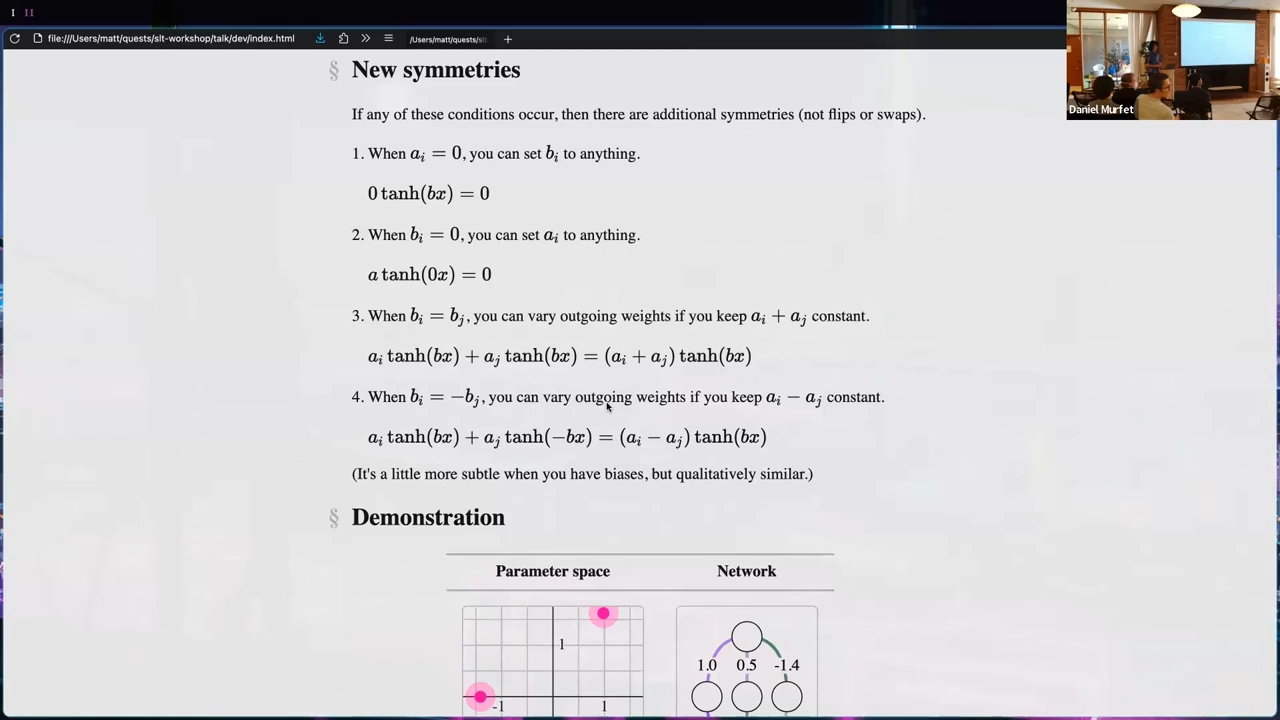 I II
file:///Users/matt/quests/slt-workshop/talk/dev/index.html
/Users/matt/quests/slt
Daniel Murfet
§ New symmetries
If any of these conditions occur, then there are additional symmetries (not flips or swaps).
1. When aᵢ = 0, you can set bᵢ to anything.
0 tanh(bx) = 0
2. When bᵢ = 0, you can set aᵢ to anything.
a tanh(0x) = 0
3. When bᵢ = bⱼ, you can vary outgoing weights if you keep aᵢ + aⱼ constant.
aᵢ tanh(bx) + aⱼ tanh(bx) = (aᵢ + aⱼ) tanh(bx)
4. When bᵢ = −bⱼ, you can vary outgoing weights if you keep aᵢ − aⱼ constant.
aᵢ tanh(bx) + aⱼ tanh(−bx) = (aᵢ − aⱼ) tanh(bx)
(It's a little more subtle when you have biases, but qualitatively similar.)
§ Demonstration
Parameter space Network
1
1.0 0.5 -1.4
-1 1